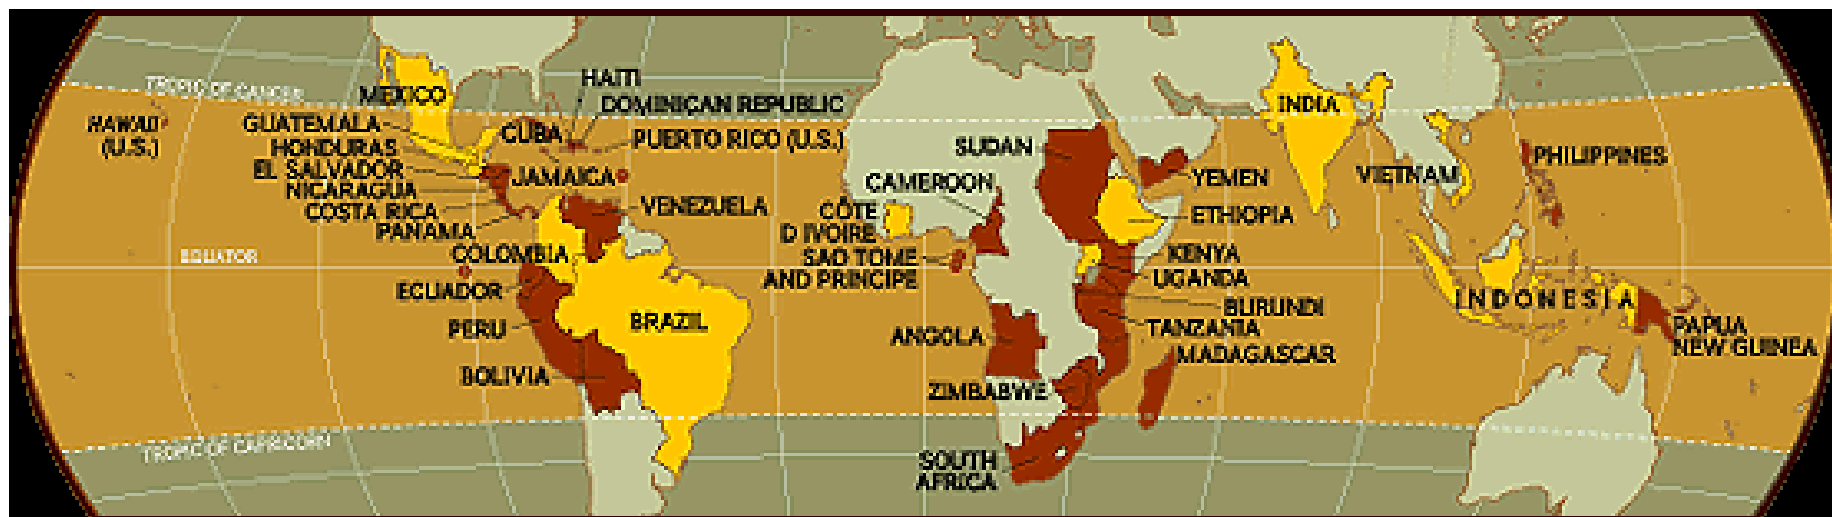 TROPIC OF CANCER
HAWAII
(U.S.)
MEXICO
GUATEMALA
HONDURAS
EL SALVADOR
NICARAGUA
COSTA RICA
PANAMA
HAITI
DOMINICAN REPUBLIC
CUBA
PUERTO RICO (U.S.)
JAMAICA
VENEZUELA
EQUATOR
COLOMBIA
ECUADOR
PERU
BRAZIL
BOLIVIA
TROPIC OF CAPRICORN
SUDAN
CAMEROON
CÔTE
D IVOIRE
SAO TOME
AND PRINCIPE
ANGOLA
ZIMBABWE
SOUTH
AFRICA
YEMEN
ETHIOPIA
KENYA
UGANDA
BURUNDI
TANZANIA
MADAGASCAR
INDIA
VIETNAM
PHILIPPINES
INDONESIA
PAPUA
NEW GUINEA